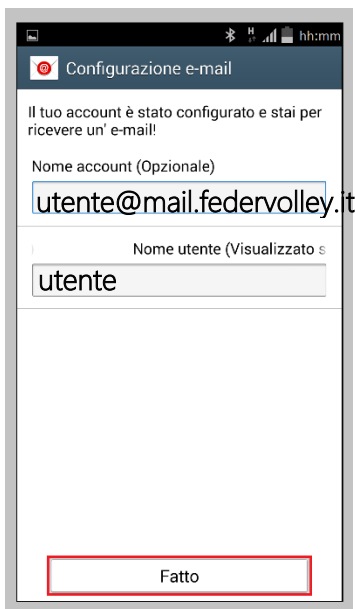 H hh:mm
Configurazione e-mail
Il tuo account è stato configurato e stai per
ricevere un' e-mail!
Nome account (Opzionale)
utente@mail.federvolley.it
Nome utente (Visualizzato s
utente
Fatto